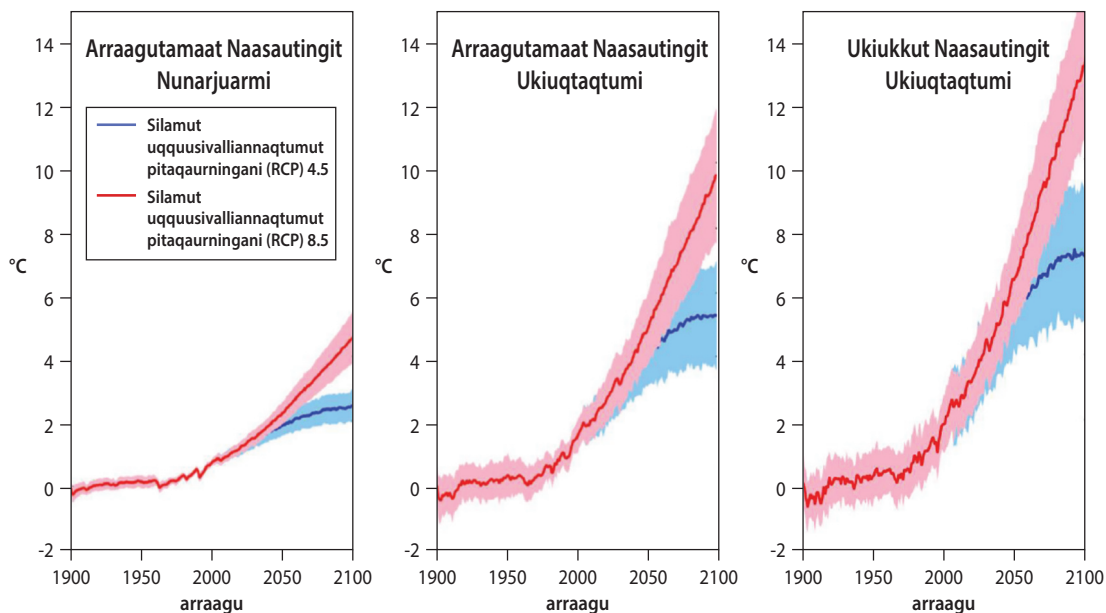 Arraagutamaat Naasautingit
Nunarjuarmi
Silamut
uqquusivalliannaqtumut
pitaqaurningani (RCP) 4.5
Silamut
uqquusivalliannaqtumut
pitaqaurningani (RCP) 8.5
14
12
10
8
6
4
2
0
-2
°C
1900
1950
2000
2050
2100
arraagu
Arraagutamaat Naasautingit
Ukiuqtaqtumi
14
12
10
8
6
4
2
0
-2
°C
1900
1950
2000
2050
2100
arraagu
Ukiukkut Naasautingit
Ukiuqtaqtumi
14
12
10
8
6
4
2
0
-2
°C
1900
1950
2000
2050
2100
arraagu